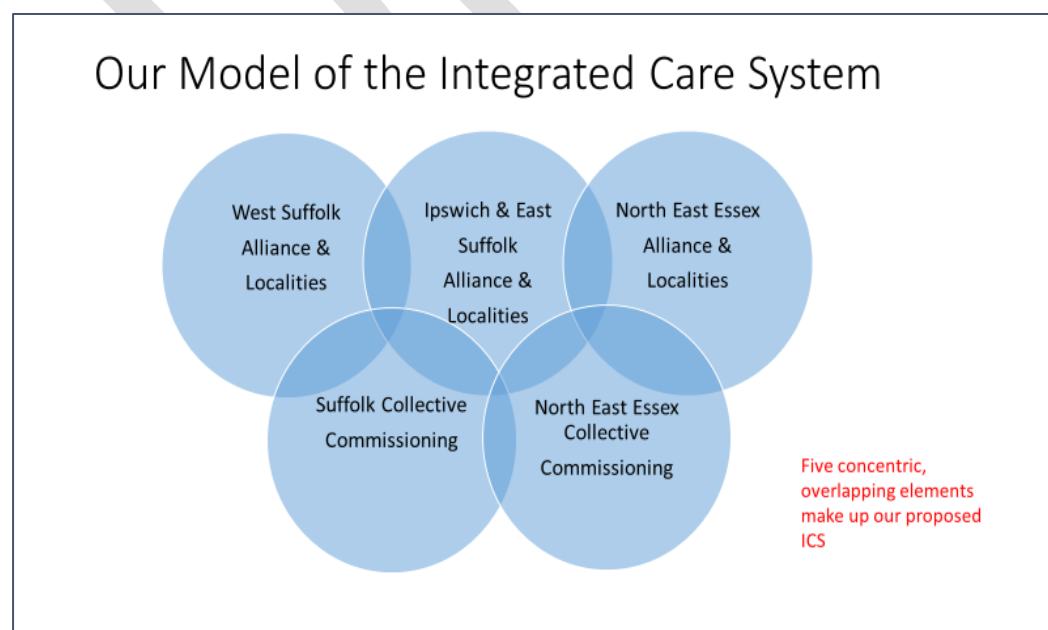 Our Model of the Integrated Care System
West Suffolk
Alliance &
Localities
Ipswich & East
Suffolk
Alliance &
Localities
North East Essex
Alliance &
Localities
Suffolk Collective
Commissioning
North East Essex
Collective
Commissioning
Five concentric,
overlapping elements
make up our proposed
ICS